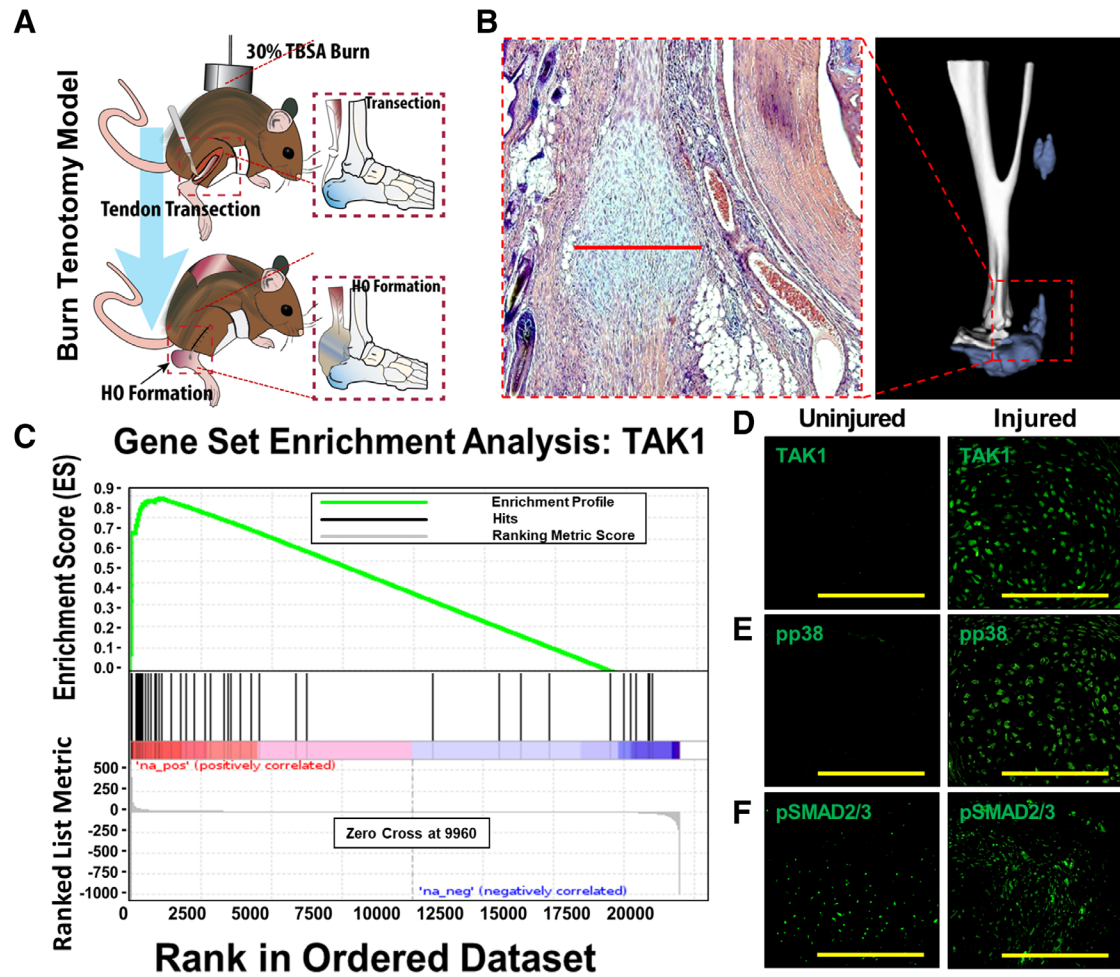 A
Burn Tenotomy Model
30% TBSA Burn
Transection
Tendon Transection
HO Formation
HO Formation
B
C
Gene Set Enrichment Analysis: TAK1
Enrichment Score (ES)
0.9
0.8
0.7
0.6
0.5
0.4
0.3
0.2
0.1
0.0
Enrichment Profile
Hits
Ranking Metric Score
Ranked List Metric
500
250
0
-250
-500
-750
-1000
'na_pos' (positively correlated)
Zero Cross at 9960
'na_neg' (negatively correlated)
0 2500 5000 7500 10000 12500 15000 17500 20000
Rank in Ordered Dataset
Uninjured Injured
D
TAK1 TAK1
E
pp38 pp38
F
pSMAD2/3 pSMAD2/3